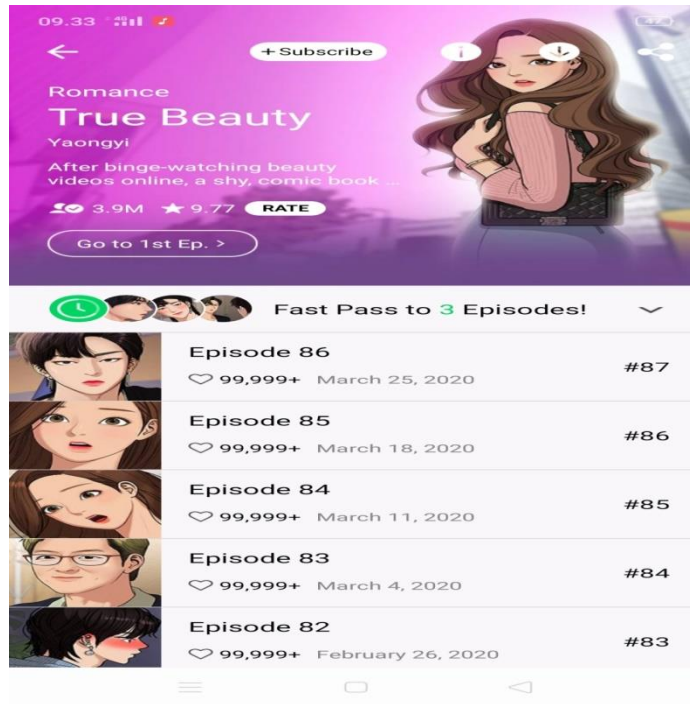 09.33
+ Subscribe
Romance
True Beauty
Yaongyi
After binge-watching beauty
videos online, a shy, comic book ...
3.9M 9.77 RATE
Go to 1st Ep. >
Fast Pass to 3 Episodes!
Episode 86
99,999+ March 25, 2020
#87
Episode 85
99,999+ March 18, 2020
#86
Episode 84
99,999+ March 11, 2020
#85
Episode 83
99,999+ March 4, 2020
#84
Episode 82
99,999+ February 26, 2020
#83